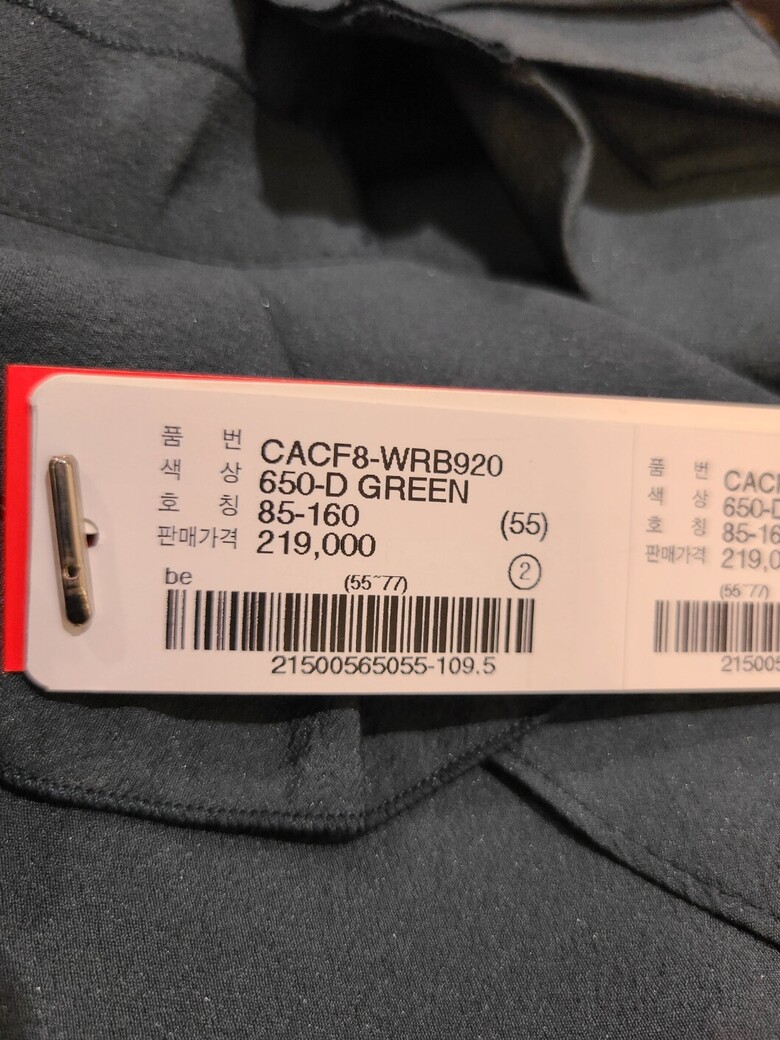 품 번 CACF8-WRB920
색 상 650-D GREEN
호 칭 85-160 (55)
판매가격 219,000
be (55~77) ②
21500565055-109.5
품 번 CACF
색 상 650-D
호 칭 85-16
판매가격 219,0
(55~77)
215005